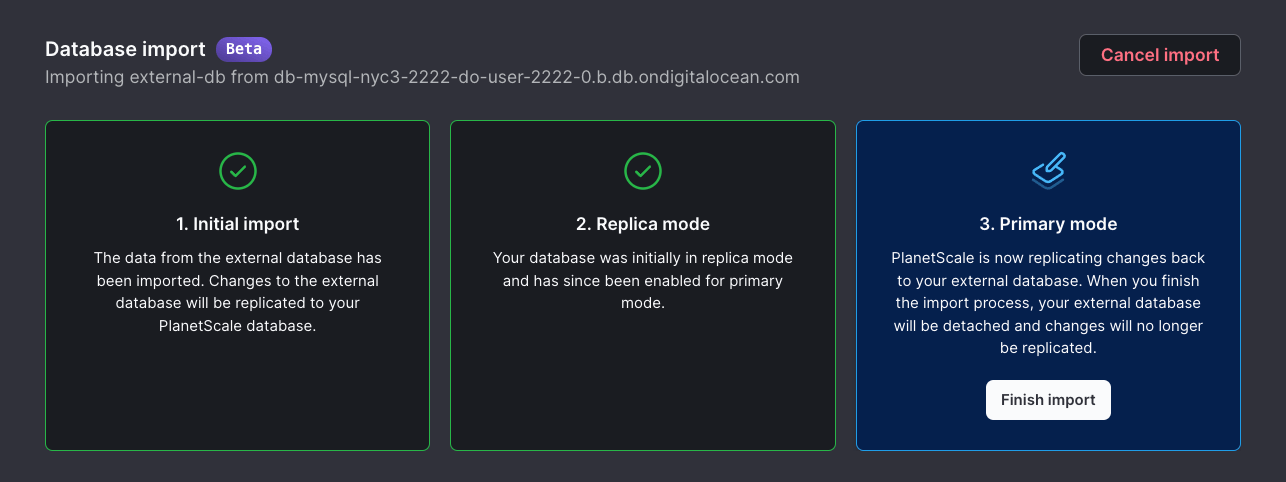 Database import Beta
Cancel import
Importing external-db from db-mysql-nyc3-2222-do-user-2222-0.b.db.ondigitalocean.com
1. Initial import
The data from the external database has
been imported. Changes to the external
database will be replicated to your
PlanetScale database.
2. Replica mode
Your database was initially in replica mode
and has since been enabled for primary
mode.
3. Primary mode
PlanetScale is now replicating changes back
to your external database. When you finish
the import process, your external database
will be detached and changes will no longer
be replicated.
Finish import